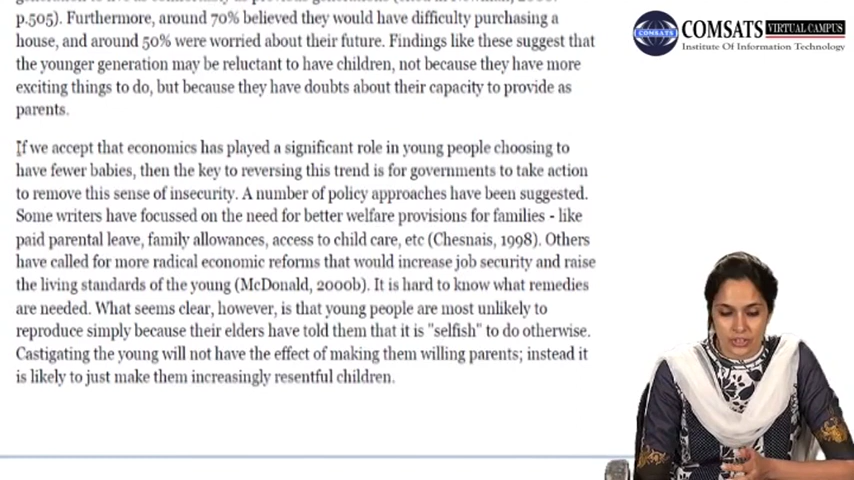 p.505). Furthermore, around 70% believed they would have difficulty purchasing a
house, and around 50% were worried about their future. Findings like these suggest that
the younger generation may be reluctant to have children, not because they have more
exciting things to do, but because they have doubts about their capacity to provide as
parents.
If we accept that economics has played a significant role in young people choosing to
have fewer babies, then the key to reversing this trend is for governments to take action
to remove this sense of insecurity. A number of policy approaches have been suggested.
Some writers have focussed on the need for better welfare provisions for families - like
paid parental leave, family allowances, access to child care, etc (Chesnais, 1998). Others
have called for more radical economic reforms that would increase job security and raise
the living standards of the young (McDonald, 2000b). It is hard to know what remedies
are needed. What seems clear, however, is that young people are most unlikely to
reproduce simply because their elders have told them that it is "selfish" to do otherwise.
Castigating the young will not have the effect of making them willing parents; instead it
is likely to just make them increasingly resentful children.
COMSATS VIRTUAL CAMPUS
Institute Of Information Technology
COMSATS